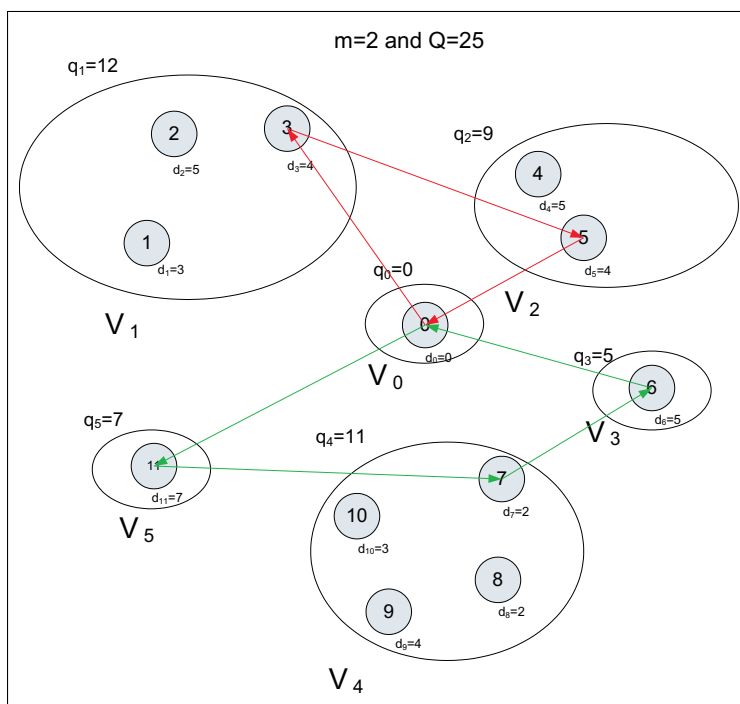 m=2 and Q=25
q₁=12
2
d₂=5
3
d₃=4
1
d₁=3
V ₁
q₂=9
4
d₄=5
5
d₅=4
V ₂
q₀=0
0
d₀=0
V ₀
q₃=5
6
d₆=5
V ₃
q₅=7
11
d₁₁=7
V ₅
q₄=11
7
d₇=2
10
d₁₀=3
8
d₈=2
9
d₉=4
V ₄